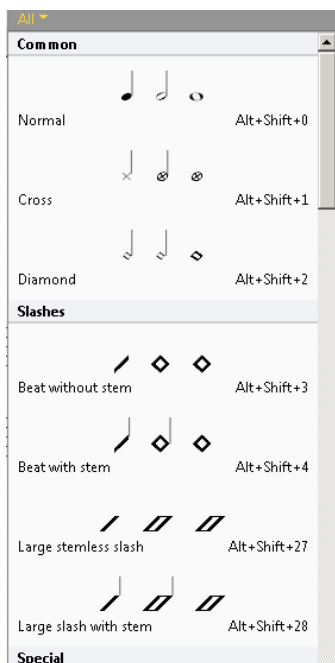 All
Common
Normal Alt+Shift+0
Cross Alt+Shift+1
Diamond Alt+Shift+2
Slashes
Beat without stem Alt+Shift+3
Beat with stem Alt+Shift+4
Large stemless slash Alt+Shift+27
Large slash with stem Alt+Shift+28
Special